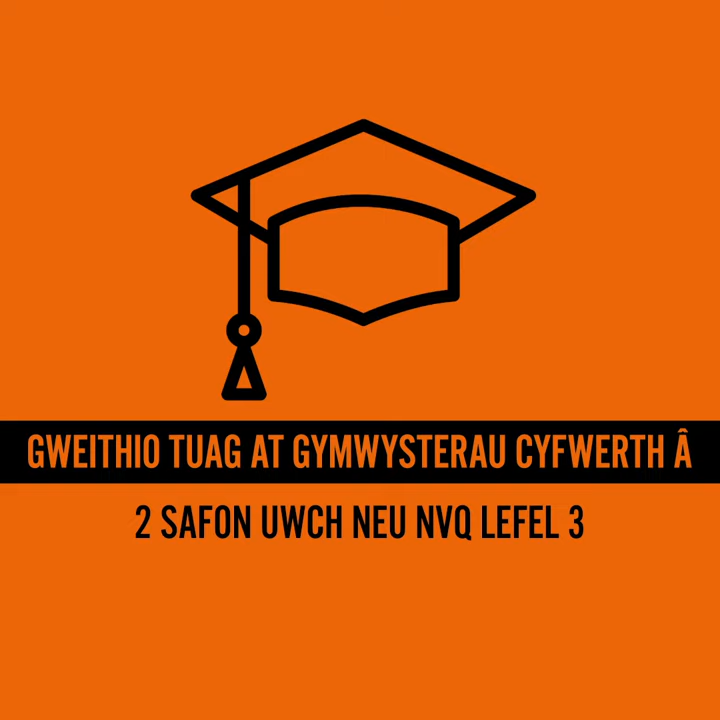 GWEITHIO TUAG AT GYMWYSTERAU CYFWERTH Â
2 SAFON UWCH NEU NVQ LEFEL 3